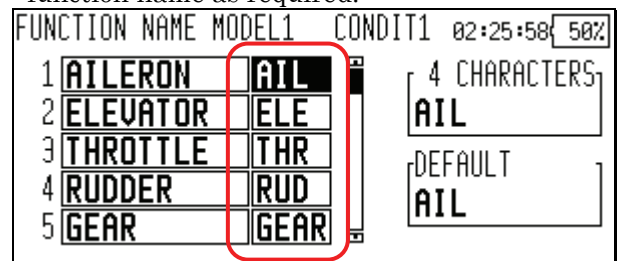 function name as required.
FUNCTION NAME MODEL1 CONDIT1 02:25:58 50%
1 AILERON AIL
2 ELEVATOR ELE
3 THROTTLE THR
4 RUDDER RUD
5 GEAR GEAR
4 CHARACTERS
AIL
DEFAULT
AIL